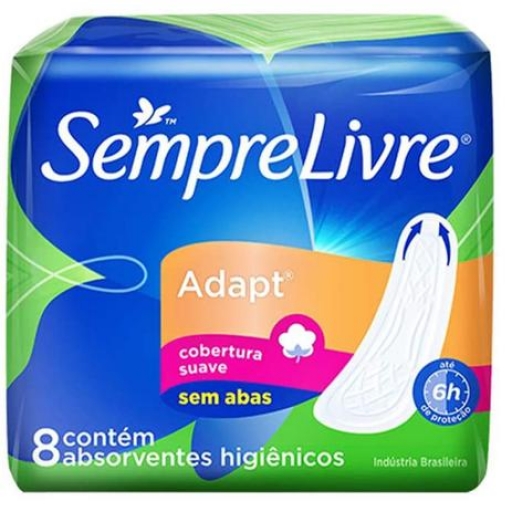 SempreLivre®
™
Adapt®
cobertura
suave
sem abas
até
6h
de proteção
8 contém
absorventes higiênicos
Indústria Brasileira